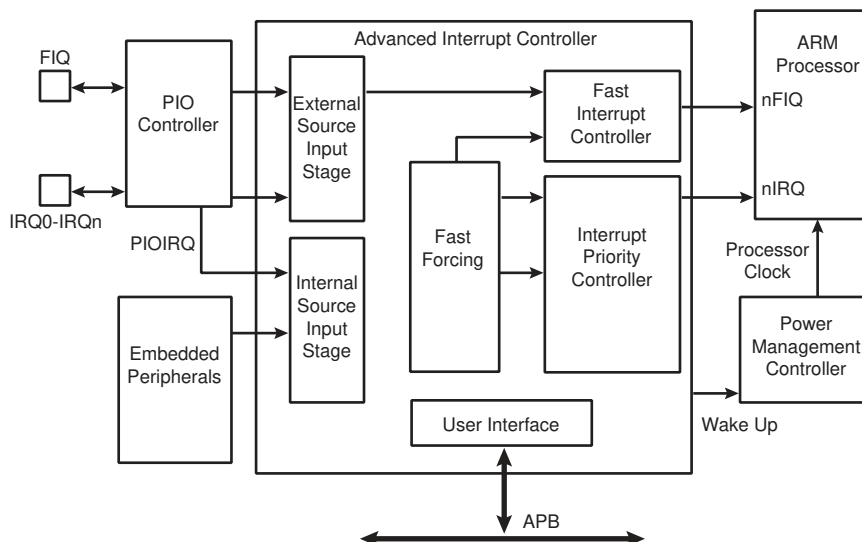 Advanced Interrupt Controller
FIQ
PIO
Controller
IRQ0-IRQn
PIOIRQ
Embedded
Peripherals
External
Source
Input
Stage
Internal
Source
Input
Stage
Fast
Forcing
Fast
Interrupt
Controller
Interrupt
Priority
Controller
User Interface
APB
ARM
Processor
nFIQ
nIRQ
Processor
Clock
Power
Management
Controller
Wake Up